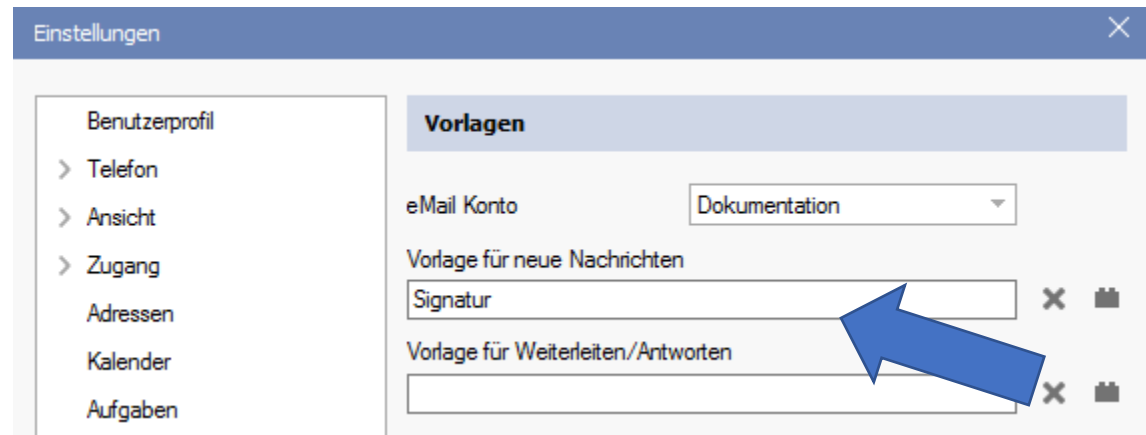 Einstellungen
Benutzerprofil
Telefon
Ansicht
Zugang
Adressen
Kalender
Aufgaben
Vorlagen
eMail Konto Dokumentation
Vorlage für neue Nachrichten
Signatur
Vorlage für Weiterleiten/Antworten